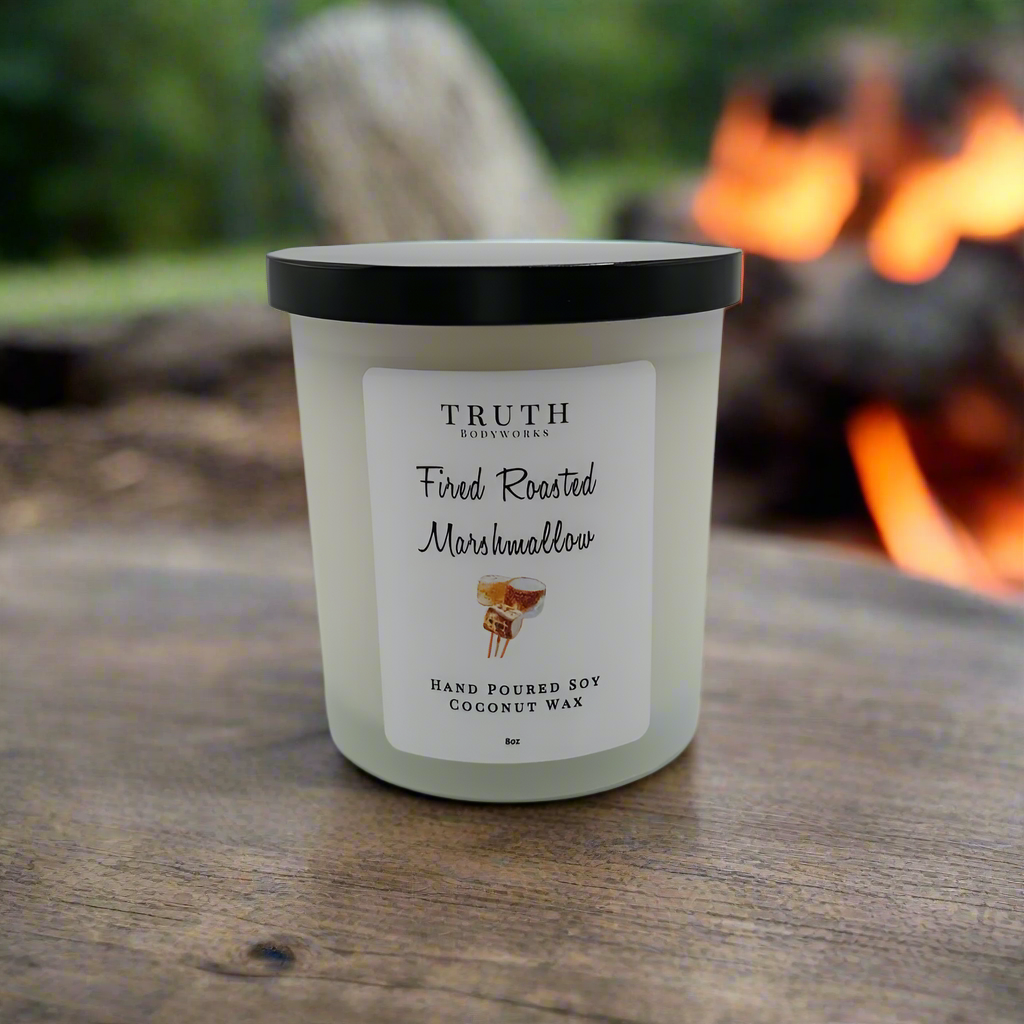 TRUTH
BODYWORKS
Fired Roasted
Marshmallow
HAND POURED SOY
COCONUT WAX
8oz